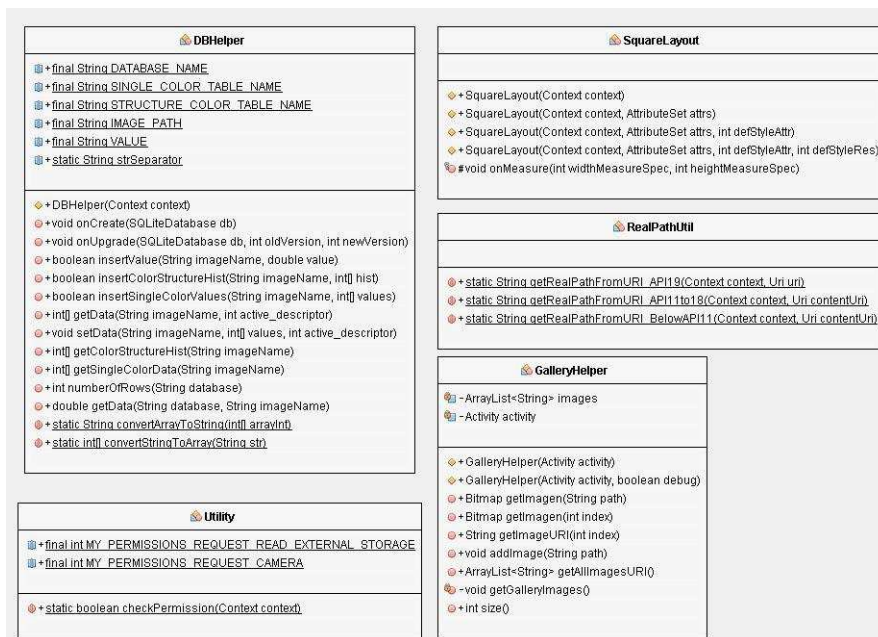 DBHelper
+final String DATABASE_NAME
+final String SINGLE_COLOR_TABLE_NAME
+final String STRUCTURE_COLOR_TABLE_NAME
+final String IMAGE_PATH
+final String VALUE
+static String strSeparator
+DBHelper(Context context)
+void onCreate(SQLiteDatabase db)
+void onUpgrade(SQLiteDatabase db, int oldVersion, int newVersion)
+boolean insertValue(String imageName, double value)
+boolean insertColorStructureHist(String imageName, int[] hist)
+boolean insertSingleColorValues(String imageName, int[] values)
+int[] getData(String imageName, int active_descriptor)
+void setData(String imageName, int[] values, int active_descriptor)
+int[] getColorStructureHist(String imageName)
+int[] getSingleColorData(String imageName)
+int numberOfRows(String database)
+double getData(String database, String imageName)
+static String convertArrayToString(int[] arrayInt)
+static int[] convertStringToArray(String str)
Utility
+final int MY_PERMISSIONS_REQUEST_READ_EXTERNAL_STORAGE
+final int MY_PERMISSIONS_REQUEST_CAMERA
+static boolean checkPermission(Context context)
SquareLayout
+SquareLayout(Context context)
+SquareLayout(Context context, AttributeSet attrs)
+SquareLayout(Context context, AttributeSet attrs, int defStyleAttr)
+SquareLayout(Context context, AttributeSet attrs, int defStyleAttr, int defStyleRes)
#void onMeasure(int widthMeasureSpec, int heightMeasureSpec)
RealPathUtil
+static String getRealPathFromURI_API19(Context context, Uri uri)
+static String getRealPathFromURI_API11to18(Context context, Uri contentUri)
+static String getRealPathFromURI_BelowAPI11(Context context, Uri contentUri)
GalleryHelper
-ArrayList<String> images
-Activity activity
+GalleryHelper(Activity activity)
+GalleryHelper(Activity activity, boolean debug)
+Bitmap getImagen(String path)
+Bitmap getImagen(int index)
+String getImageURI(int index)
+void addImage(String path)
+ArrayList<String> getAllImagesURI()
-void getGalleryImages()
+int size()